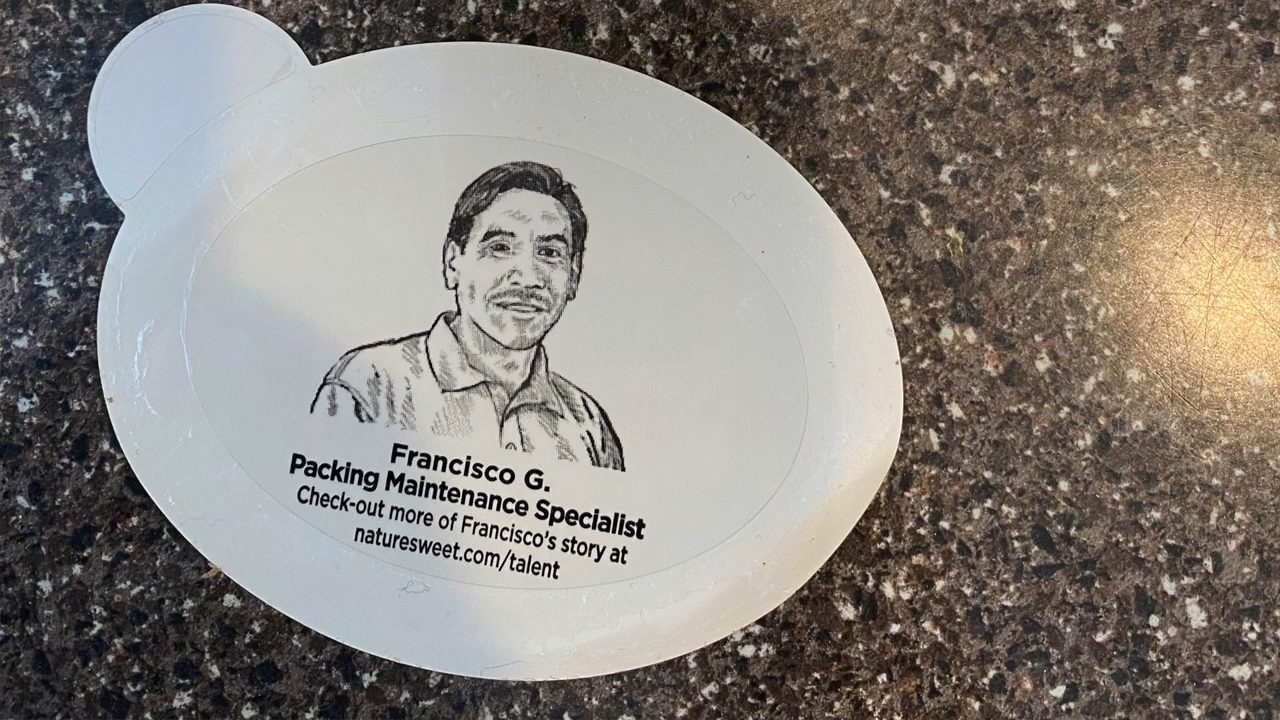 Francisco G.
Packing Maintenance Specialist
Check-out more of Francisco's story at
naturesweet.com/talent